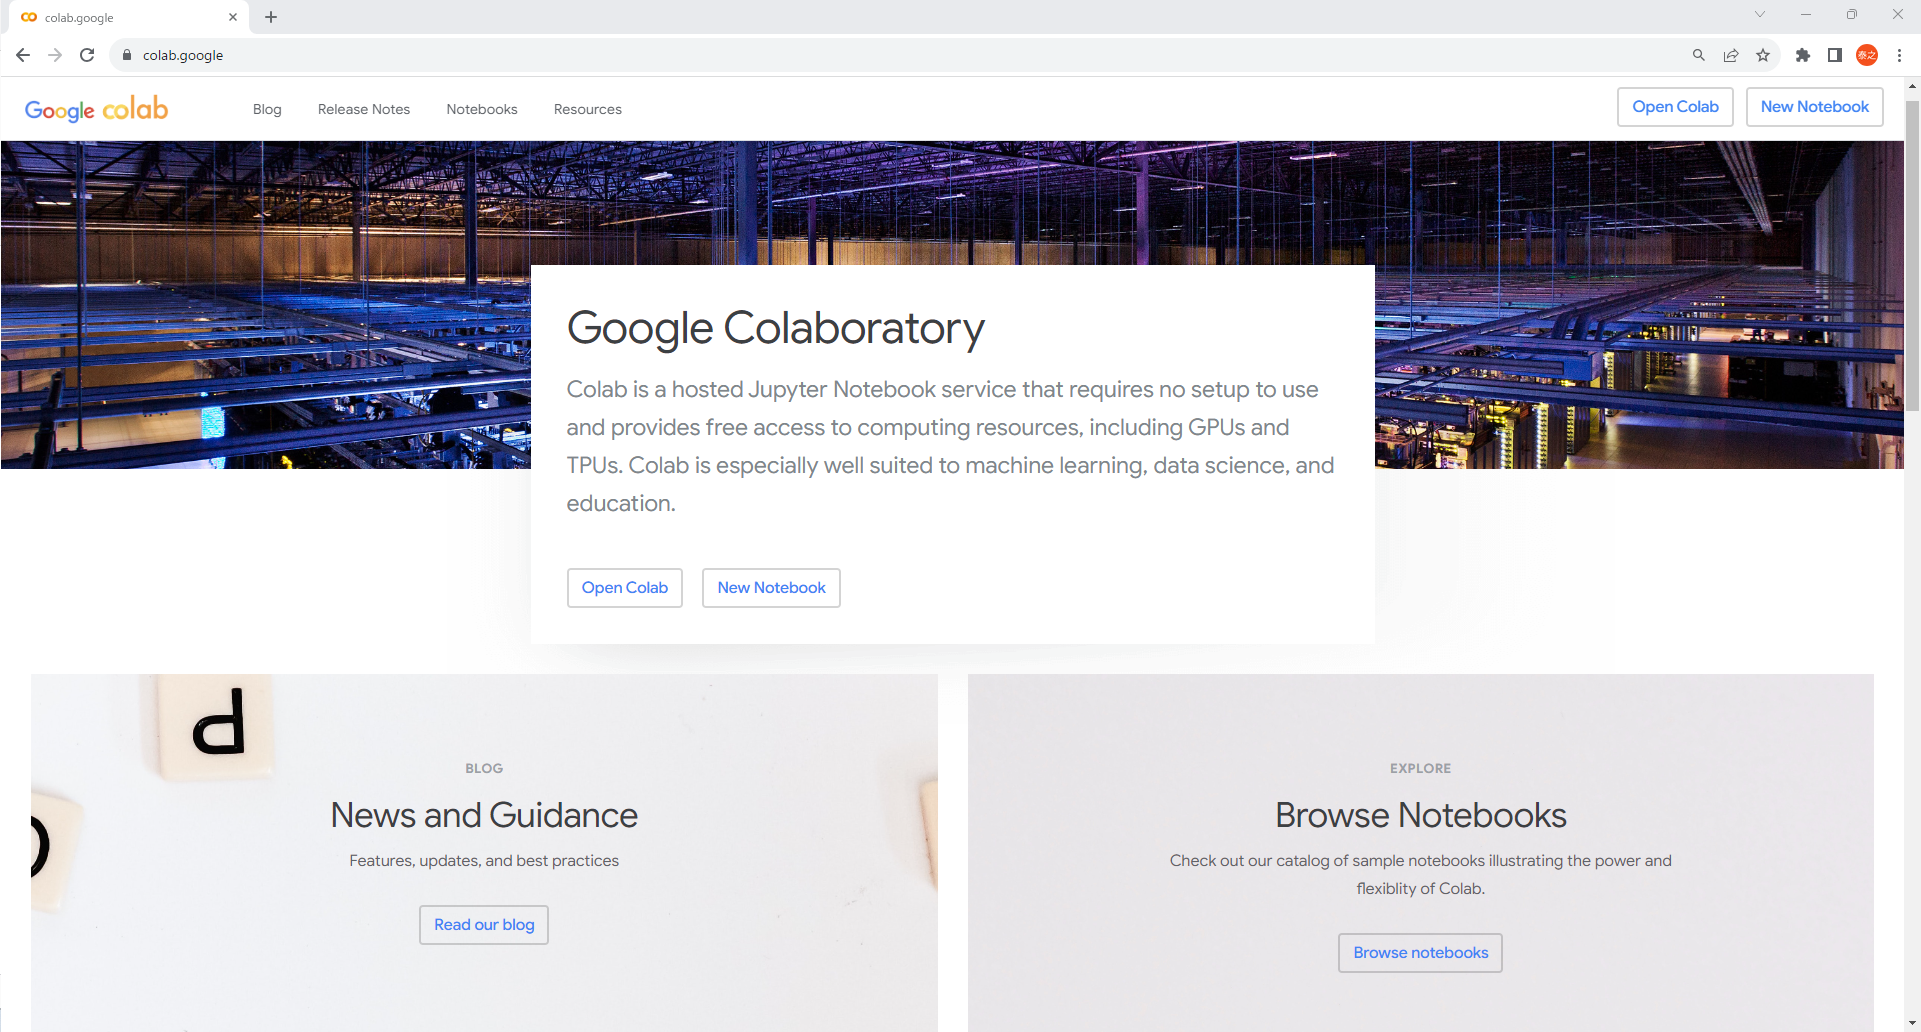 colab.google
colab.google
泰之
Google colab
Blog
Release Notes
Notebooks
Resources
Open Colab
New Notebook
Google Colaboratory
Colab is a hosted Jupyter Notebook service that requires no setup to use
and provides free access to computing resources, including GPUs and
TPUs. Colab is especially well suited to machine learning, data science, and
education.
Open Colab
New Notebook
d
BLOG
News and Guidance
Features, updates, and best practices
Read our blog
EXPLORE
Browse Notebooks
Check out our catalog of sample notebooks illustrating the power and
flexiblity of Colab.
Browse notebooks